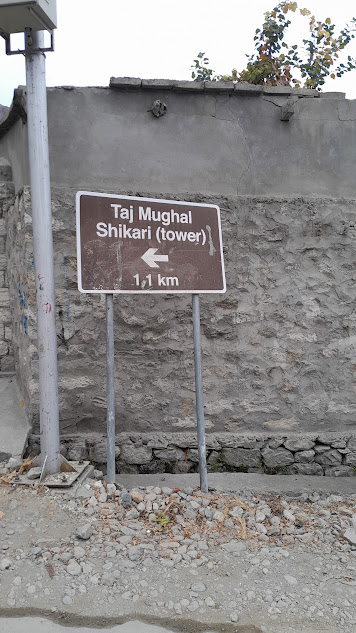 Taj Mughal
Shikari (tower)
←
1.1 km